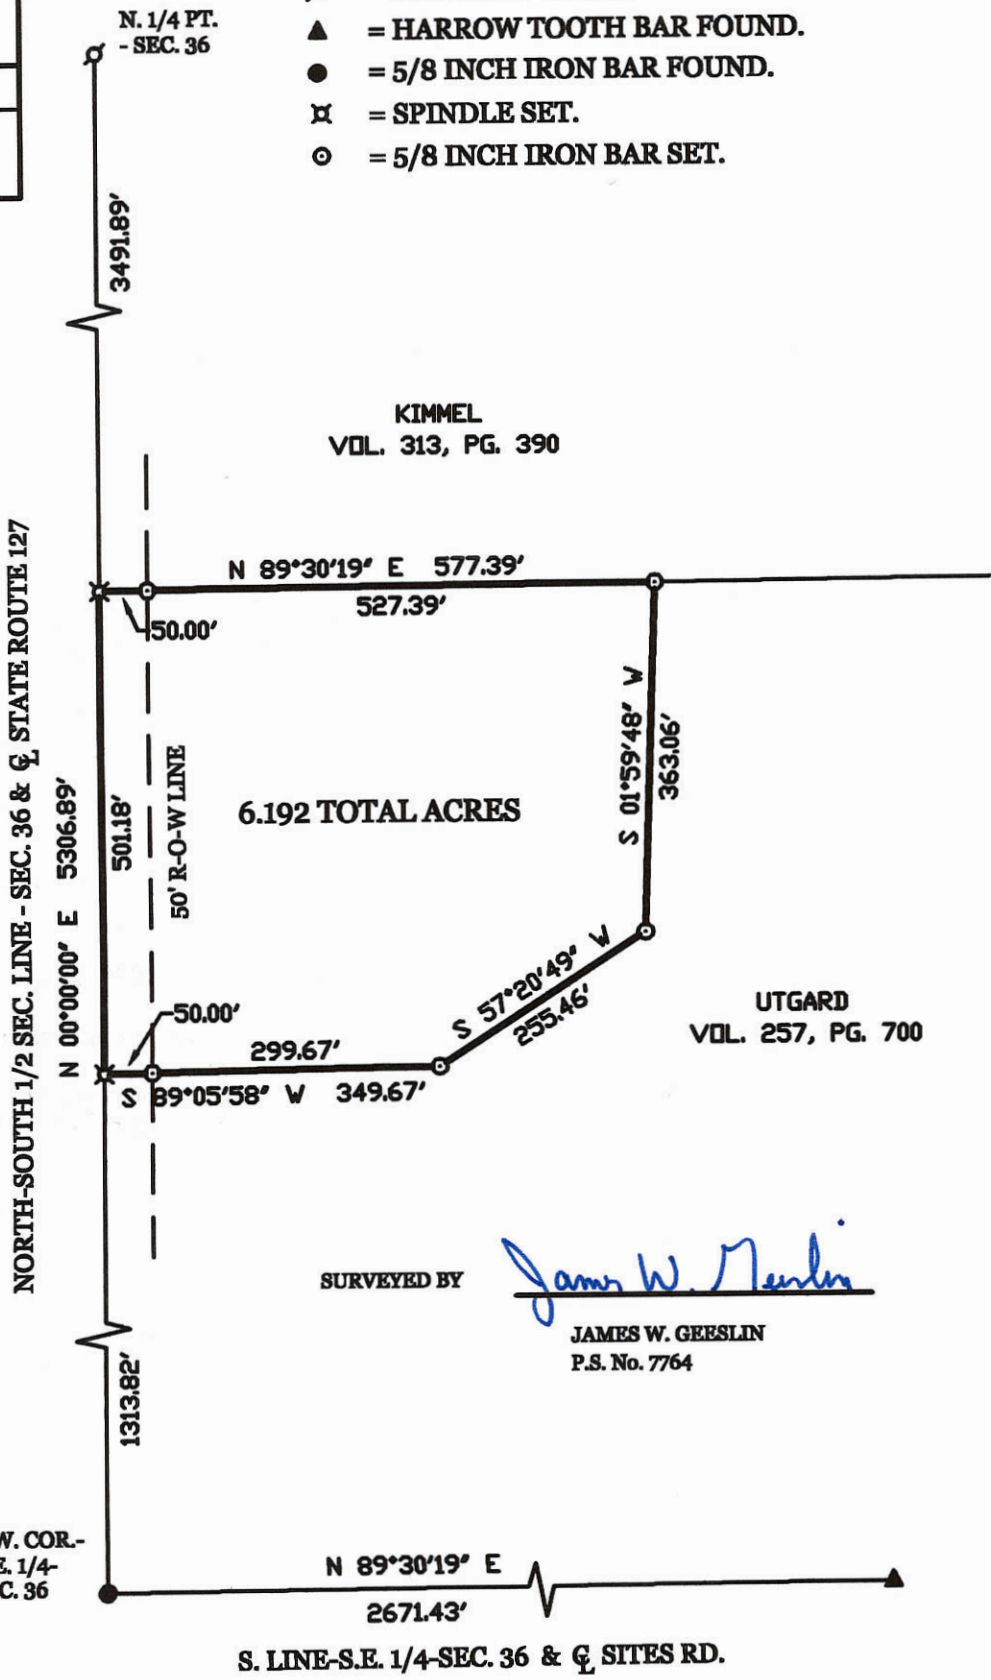 N. 1/4 PT.
- SEC. 36
= HARROW TOOTH BAR FOUND.
= 5/8 INCH IRON BAR FOUND.
= SPINDLE SET.
= 5/8 INCH IRON BAR SET.
3491.89'
KIMMEL
VOL. 313, PG. 390
N 89°30'19" E 577.39'
527.39'
50.00'
NORTH-SOUTH 1/2 SEC. LINE - SEC. 36 & ℄ STATE ROUTE 127
N 00°00'00" E 5306.89'
501.18'
50' R-O-W LINE
6.192 TOTAL ACRES
S 01°59'48" W
363.06'
S 57°20'49" W
255.46'
UTGARD
VOL. 257, PG. 700
50.00'
299.67'
S 89°05'58" W 349.67'
SURVEYED BY
James W. Geeslin
JAMES W. GEESLIN
P.S. No. 7764
1313.82'
W. COR.-
E. 1/4-
C. 36
N 89°30'19" E
2671.43'
S. LINE-S.E. 1/4-SEC. 36 & ℄ SITES RD.